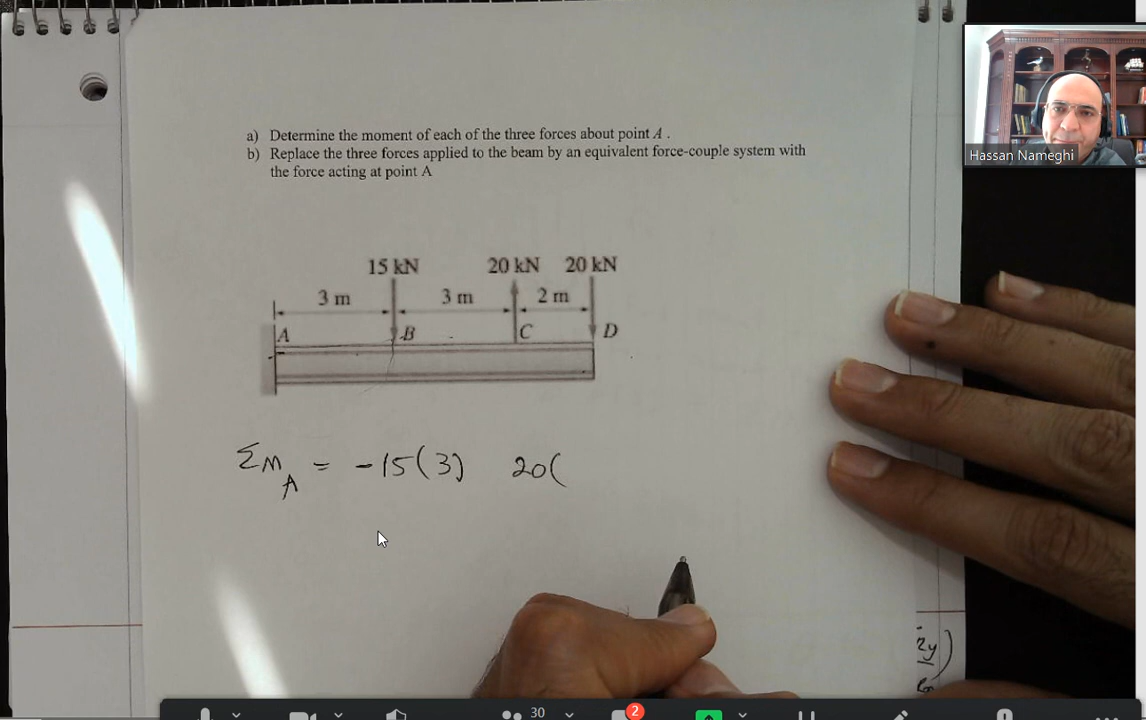 a) Determine the moment of each of the three forces about point A .
b) Replace the three forces applied to the beam by an equivalent force-couple system with
the force acting at point A
Hassan Nameghi
15 kN 20 kN 20 kN
3 m 3 m 2 m
A B C D
ΣM_A = -15(3) 20(
2y)
30 2